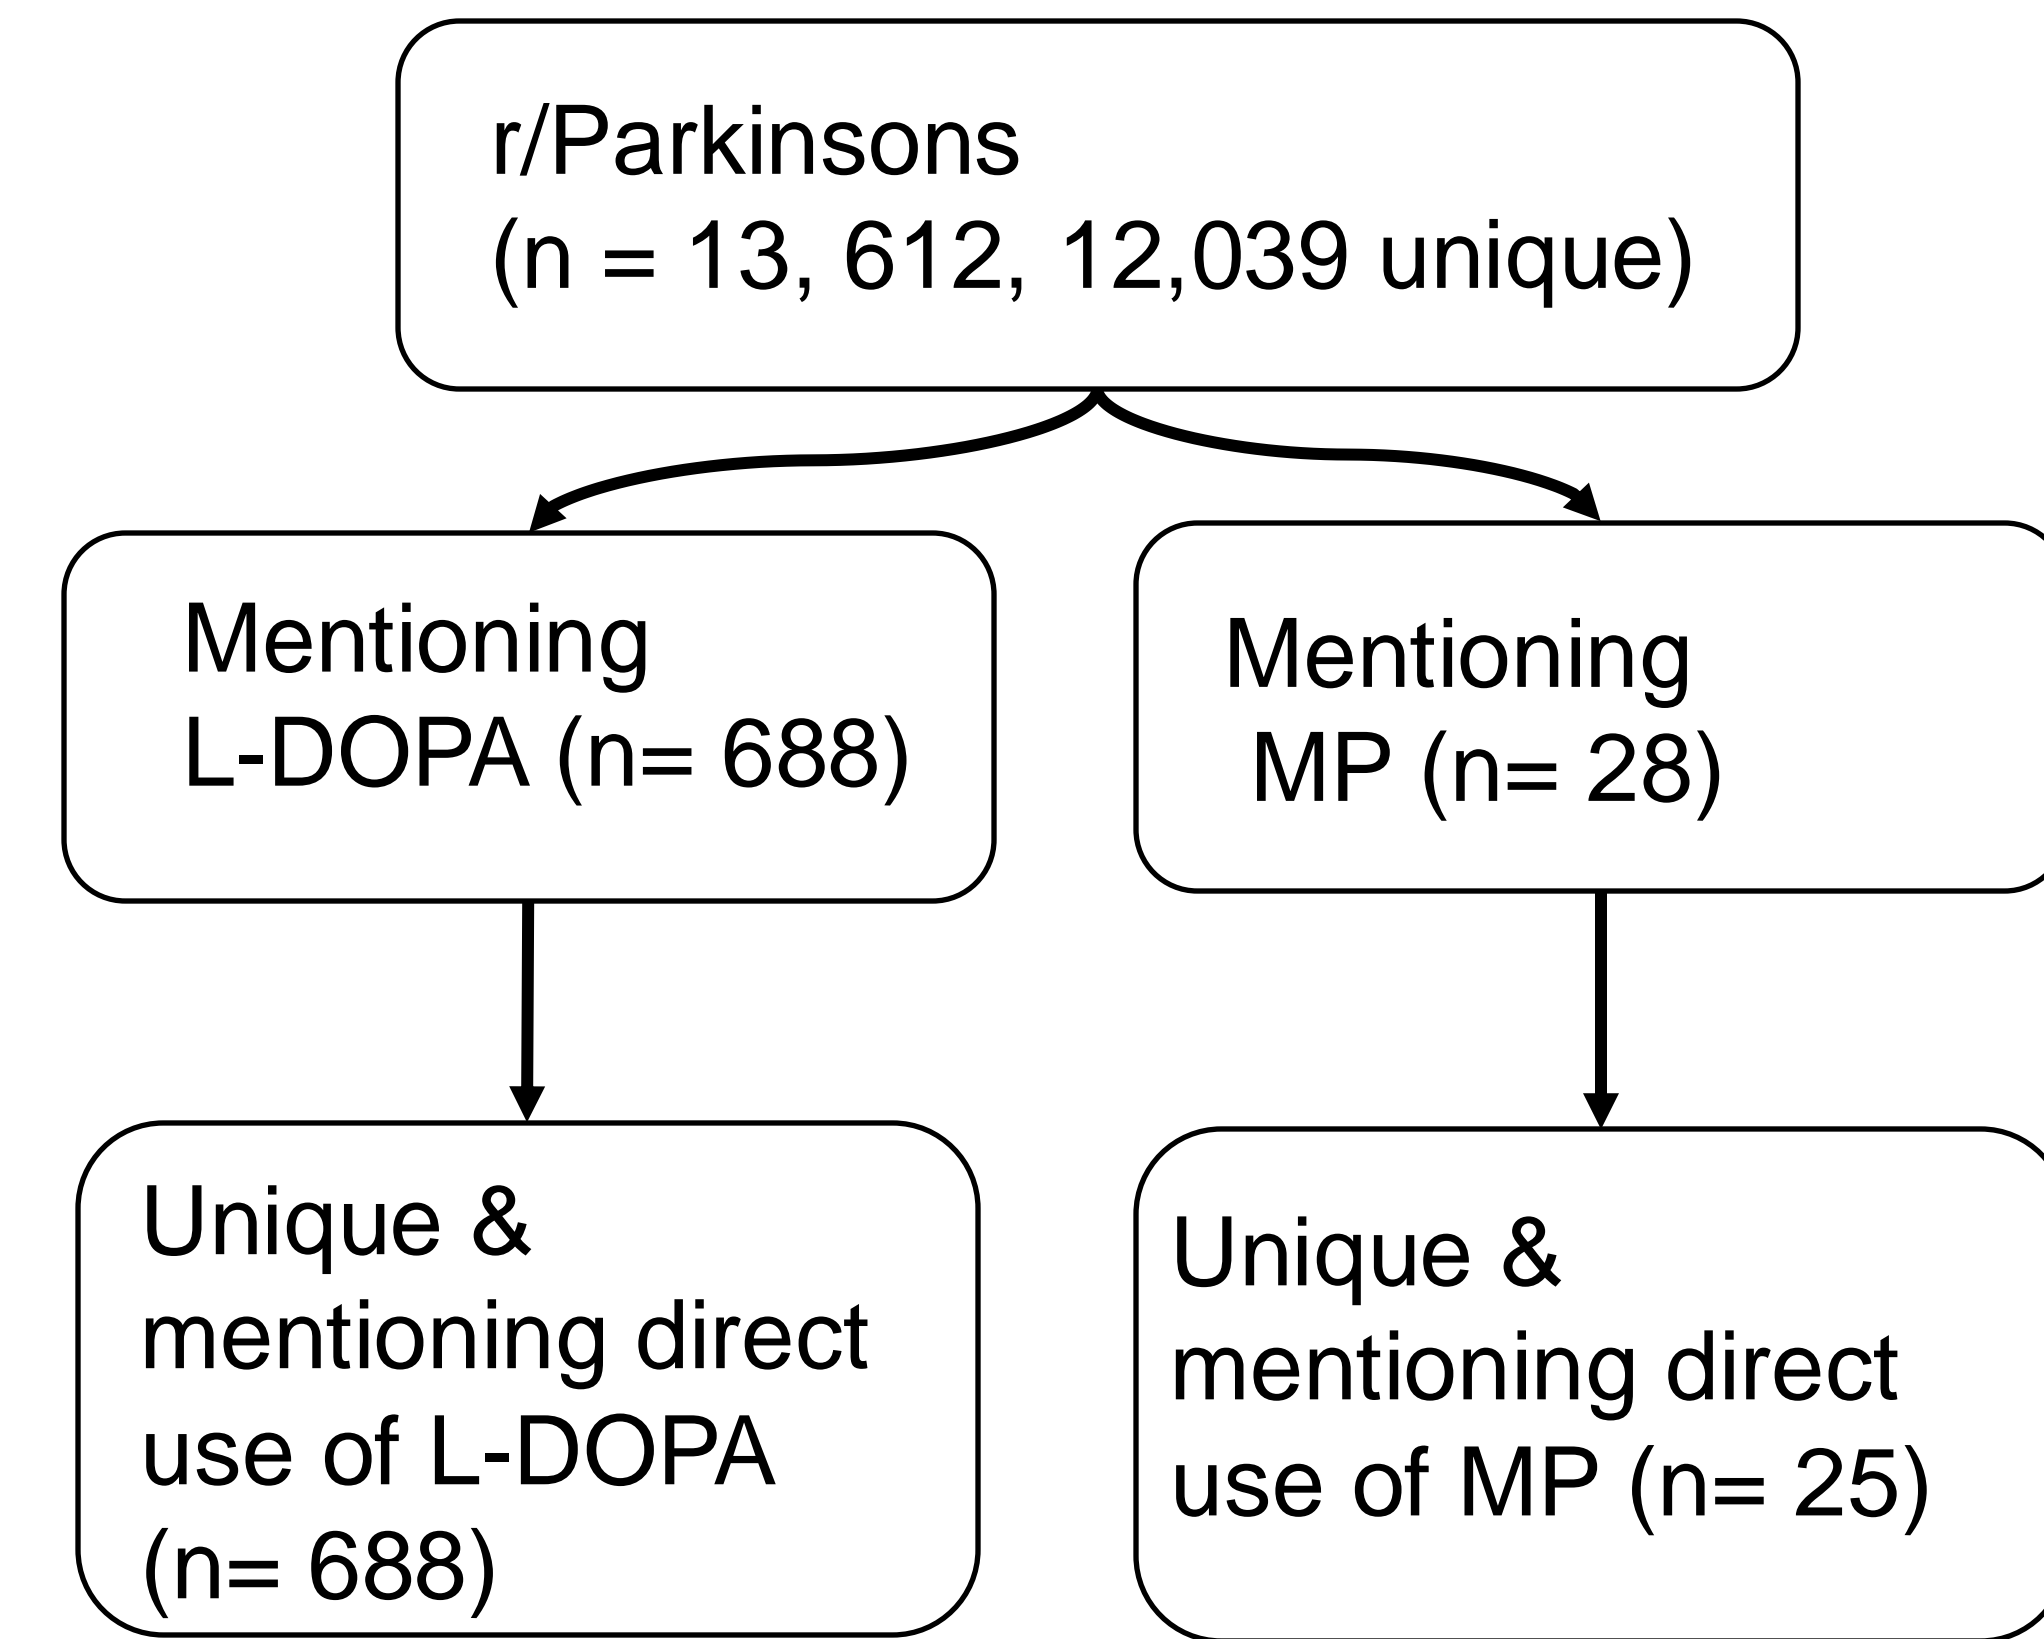 r/Parkinsons
(n = 13, 612, 12,039 unique)
Mentioning
L-DOPA (n= 688)
Mentioning
MP (n= 28)
Unique &
mentioning direct
use of L-DOPA
(n= 688)
Unique &
mentioning direct
use of MP (n= 25)